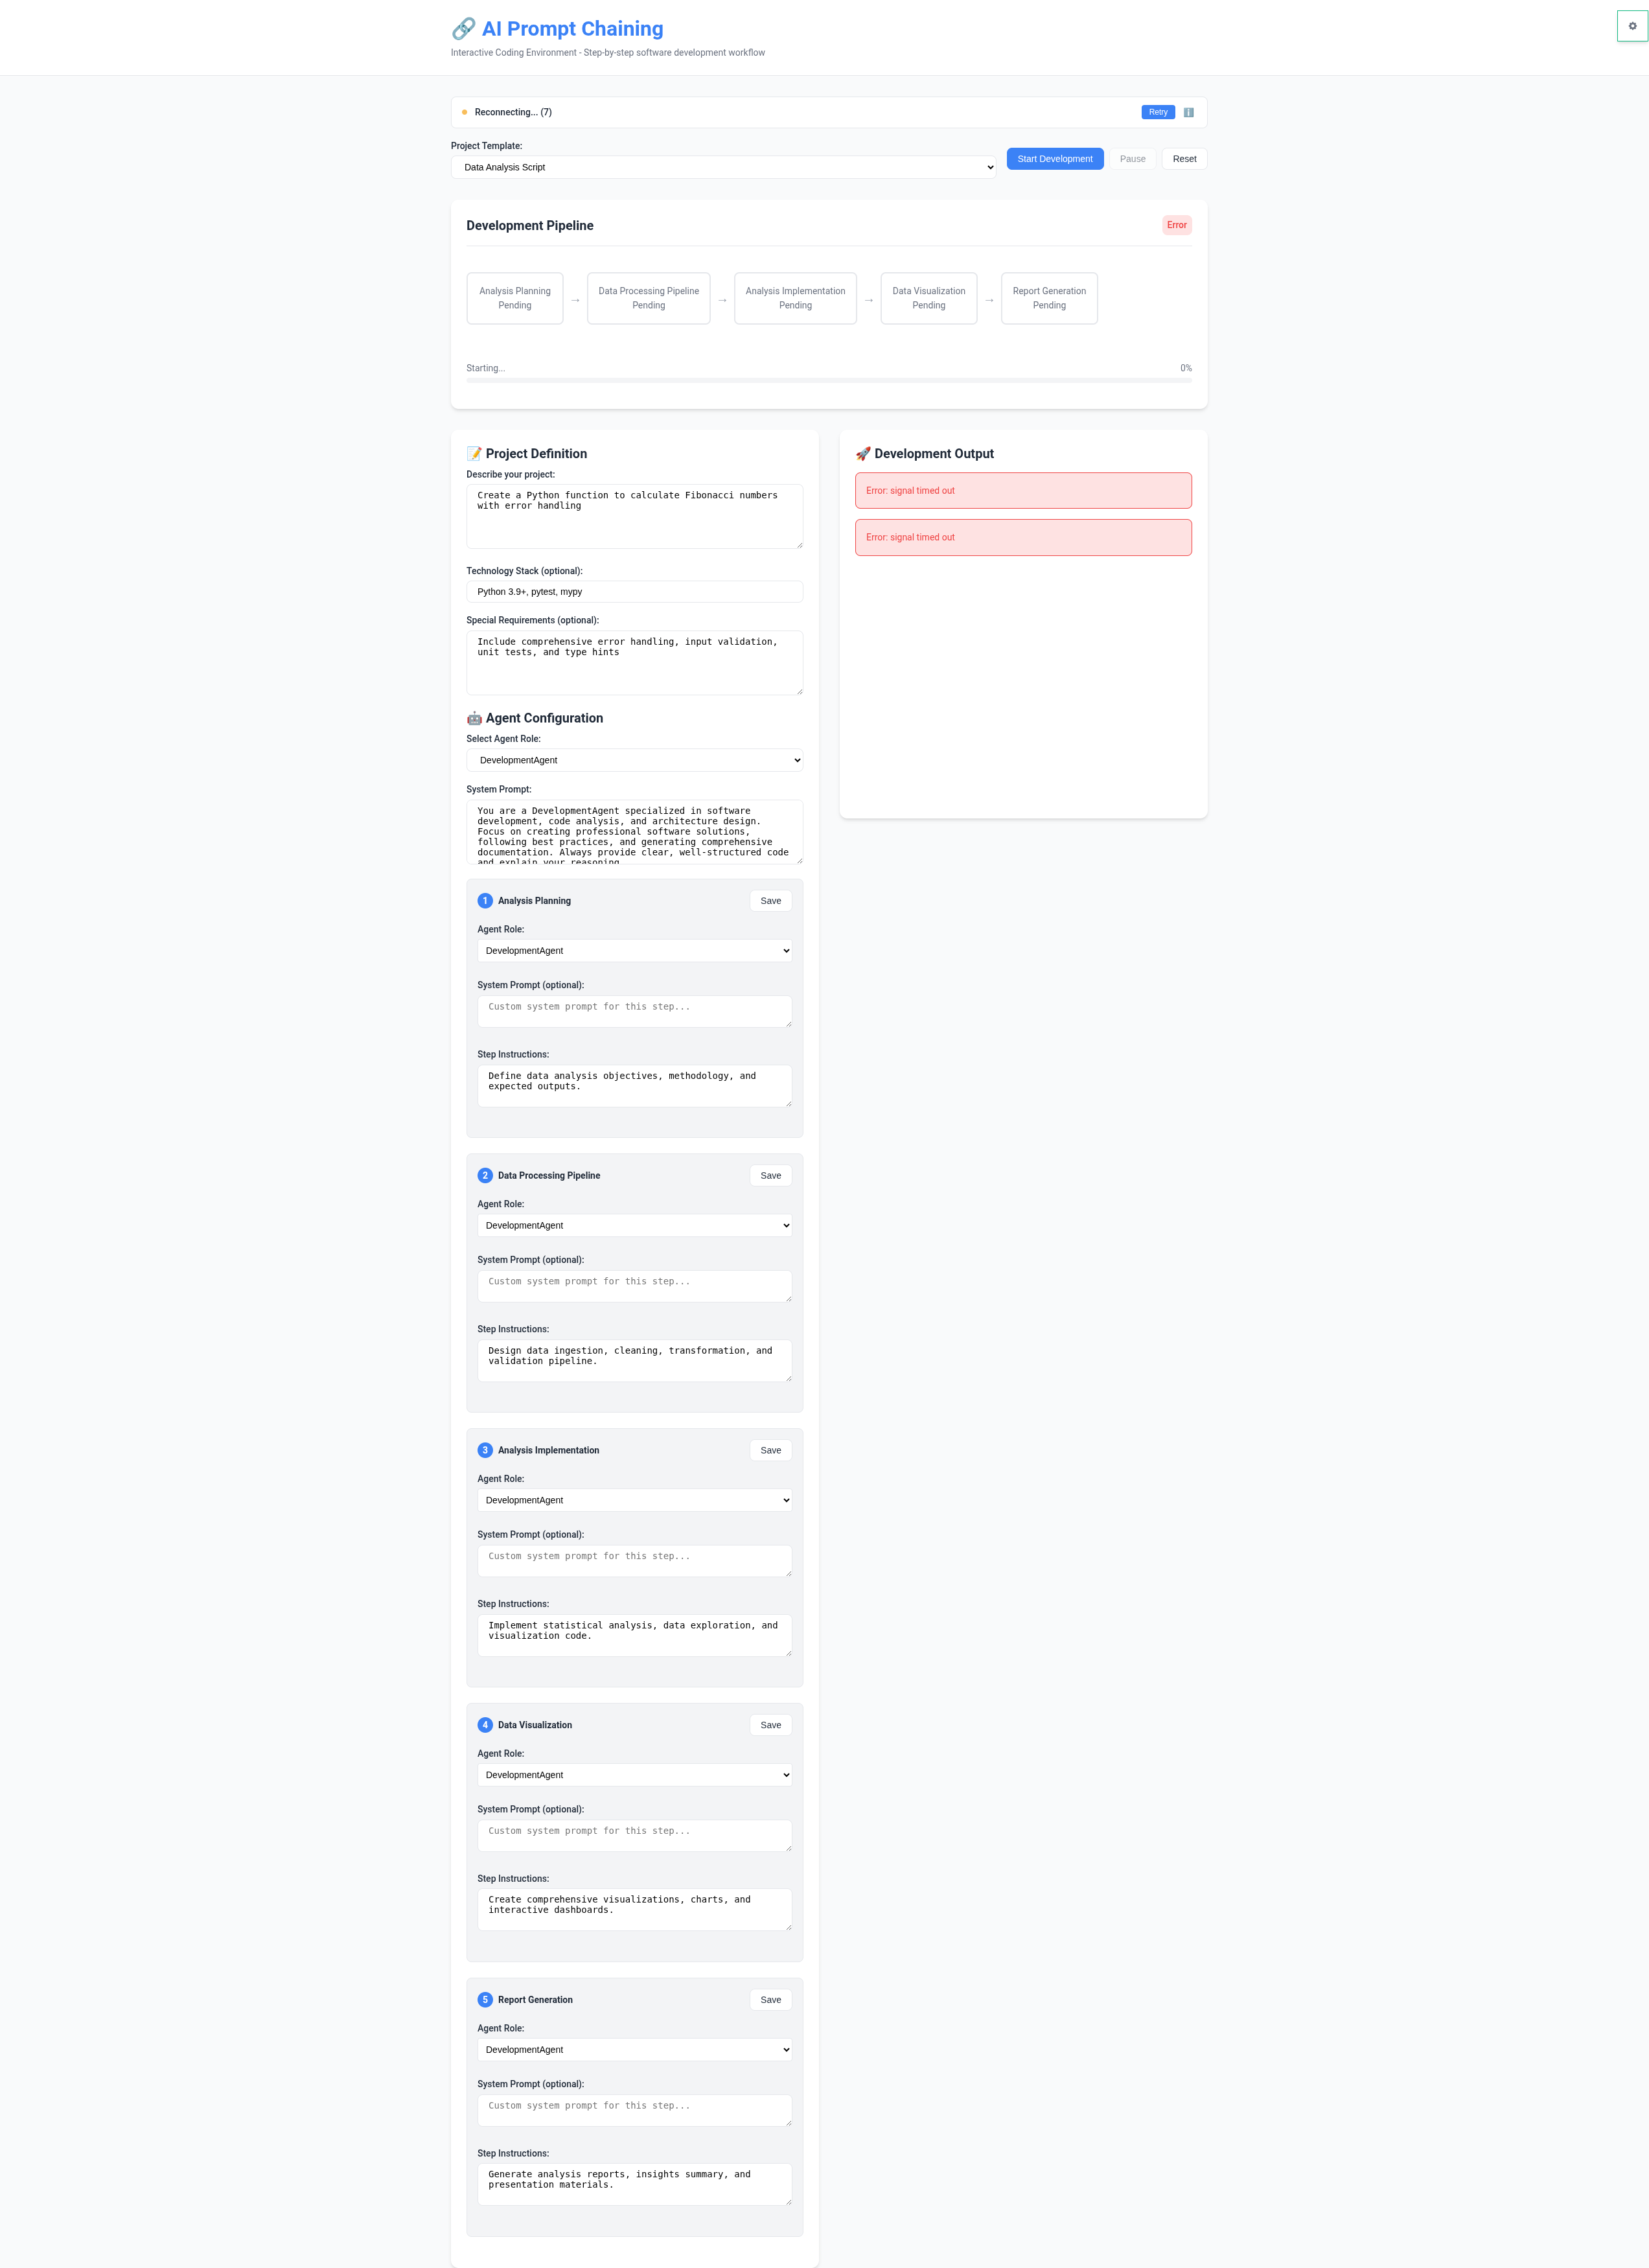 🔗 AI Prompt Chaining
Interactive Coding Environment - Step-by-step software development workflow
Reconnecting... (7)
Retry
Project Template:
Data Analysis Script
Start Development
Pause
Reset
Development Pipeline
Error
Analysis Planning
Pending
→
Data Processing Pipeline
Pending
→
Analysis Implementation
Pending
→
Data Visualization
Pending
→
Report Generation
Pending
Starting...
0%
📝 Project Definition
Describe your project:
Create a Python function to calculate Fibonacci numbers
with error handling
Technology Stack (optional):
Python 3.9+, pytest, mypy
Special Requirements (optional):
Include comprehensive error handling, input validation,
unit tests, and type hints
🤖 Agent Configuration
Select Agent Role:
DevelopmentAgent
System Prompt:
You are a DevelopmentAgent specialized in software
development, code analysis, and architecture design.
Focus on creating professional software solutions,
following best practices, and generating comprehensive
documentation. Always provide clear, well-structured code
and explain your reasoning
1 Analysis Planning
Save
Agent Role:
DevelopmentAgent
System Prompt (optional):
Custom system prompt for this step...
Step Instructions:
Define data analysis objectives, methodology, and
expected outputs.
2 Data Processing Pipeline
Save
Agent Role:
DevelopmentAgent
System Prompt (optional):
Custom system prompt for this step...
Step Instructions:
Design data ingestion, cleaning, transformation, and
validation pipeline.
3 Analysis Implementation
Save
Agent Role:
DevelopmentAgent
System Prompt (optional):
Custom system prompt for this step...
Step Instructions:
Implement statistical analysis, data exploration, and
visualization code.
4 Data Visualization
Save
Agent Role:
DevelopmentAgent
System Prompt (optional):
Custom system prompt for this step...
Step Instructions:
Create comprehensive visualizations, charts, and
interactive dashboards.
5 Report Generation
Save
Agent Role:
DevelopmentAgent
System Prompt (optional):
Custom system prompt for this step...
Step Instructions:
Generate analysis reports, insights summary, and
presentation materials.
🚀 Development Output
Error: signal timed out
Error: signal timed out